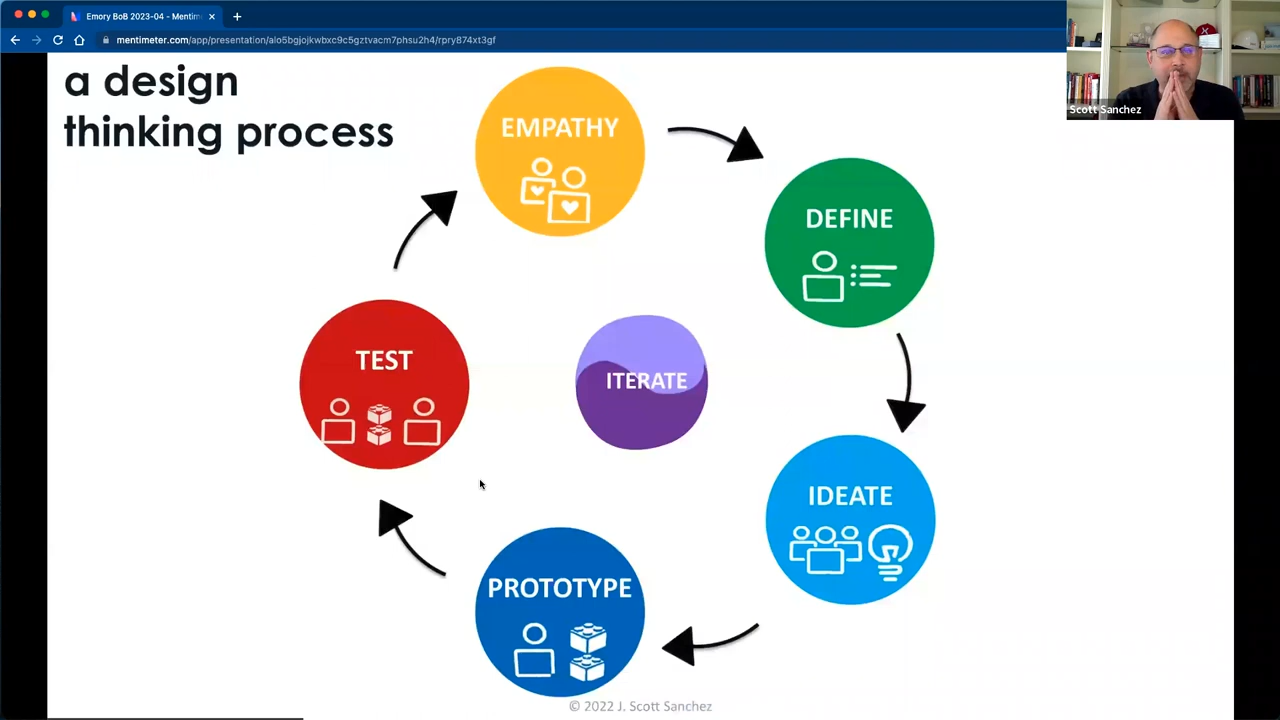 Emory BoB 2023-04 - Mentim
mentimeter.com/app/presentation/alo5bgjojkwbxc9c5gztvacm7phsu2h4/rpry874xt3gf
Scott Sanchez
a design
thinking process
EMPATHY
DEFINE
IDEATE
PROTOTYPE
TEST
ITERATE
© 2022 J. Scott Sanchez